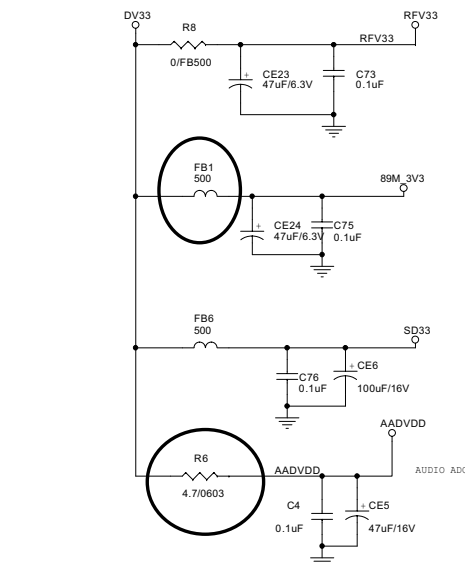 DV33
RFV33
R8
RFV33
0/FB500
+
CE23
47uF/6.3V
C73
0.1uF
FB1
500
89M_3V3
+
CE24
47uF/6.3V
C75
0.1uF
FB6
500
SD33
C76
0.1uF
+
CE6
100uF/16V
AADVDD
R6
AADVDD
AUDIO ADC
4.7/0603
C4
0.1uF
+
CE5
47uF/16V